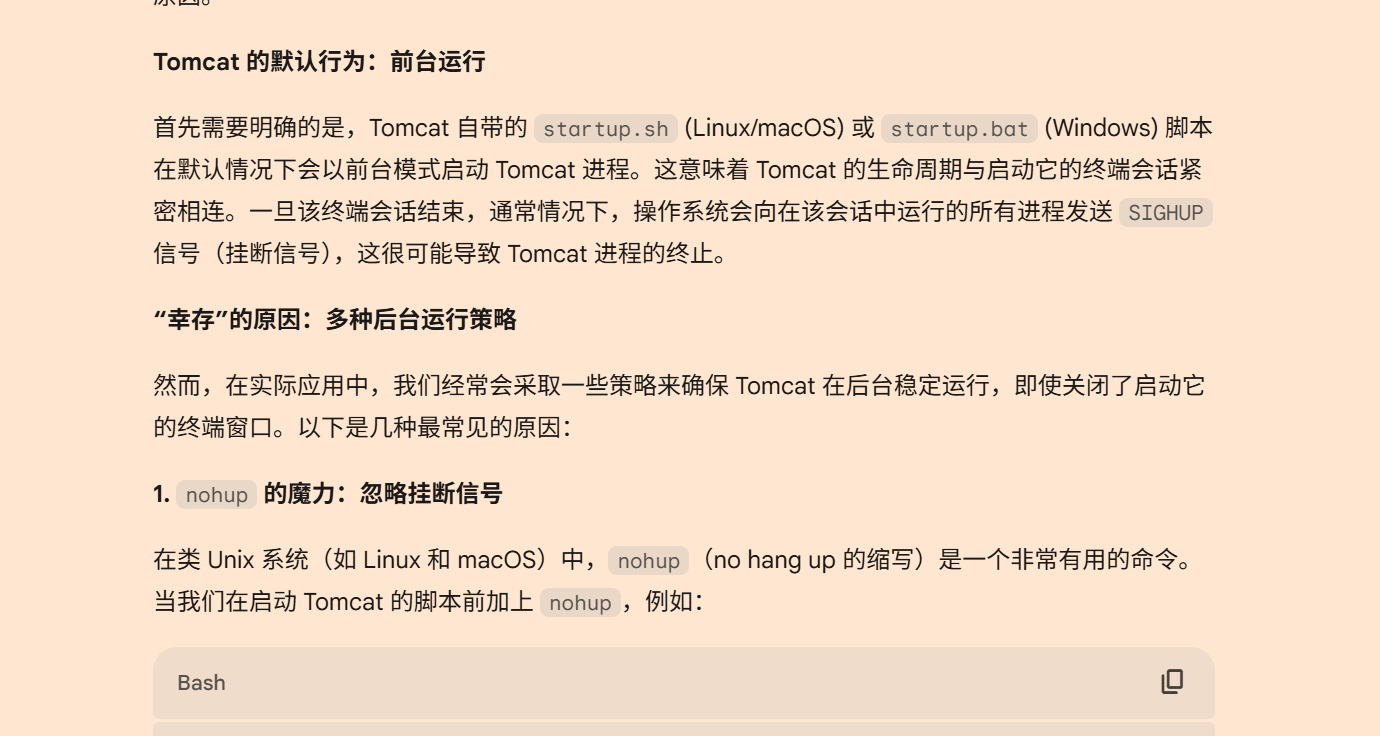 原因。
Tomcat 的默认行为：前台运行
首先需要明确的是，Tomcat 自带的 startup.sh (Linux/macOS) 或 startup.bat (Windows) 脚本
在默认情况下会以前台模式启动 Tomcat 进程。这意味着 Tomcat 的生命周期与启动它的终端会话紧
密相连。一旦该终端会话结束，通常情况下，操作系统会向在该会话中运行的所有进程发送 SIGHUP
信号（挂断信号），这很可能导致 Tomcat 进程的终止。
“幸存”的原因：多种后台运行策略
然而，在实际应用中，我们经常会采取一些策略来确保 Tomcat 在后台稳定运行，即使关闭了启动它
的终端窗口。以下是几种最常见的原因：
1. nohup 的魔力：忽略挂断信号
在类 Unix 系统（如 Linux 和 macOS）中，nohup（no hang up 的缩写）是一个非常有用的命令。
当我们在启动 Tomcat 的脚本前加上 nohup，例如：
Bash